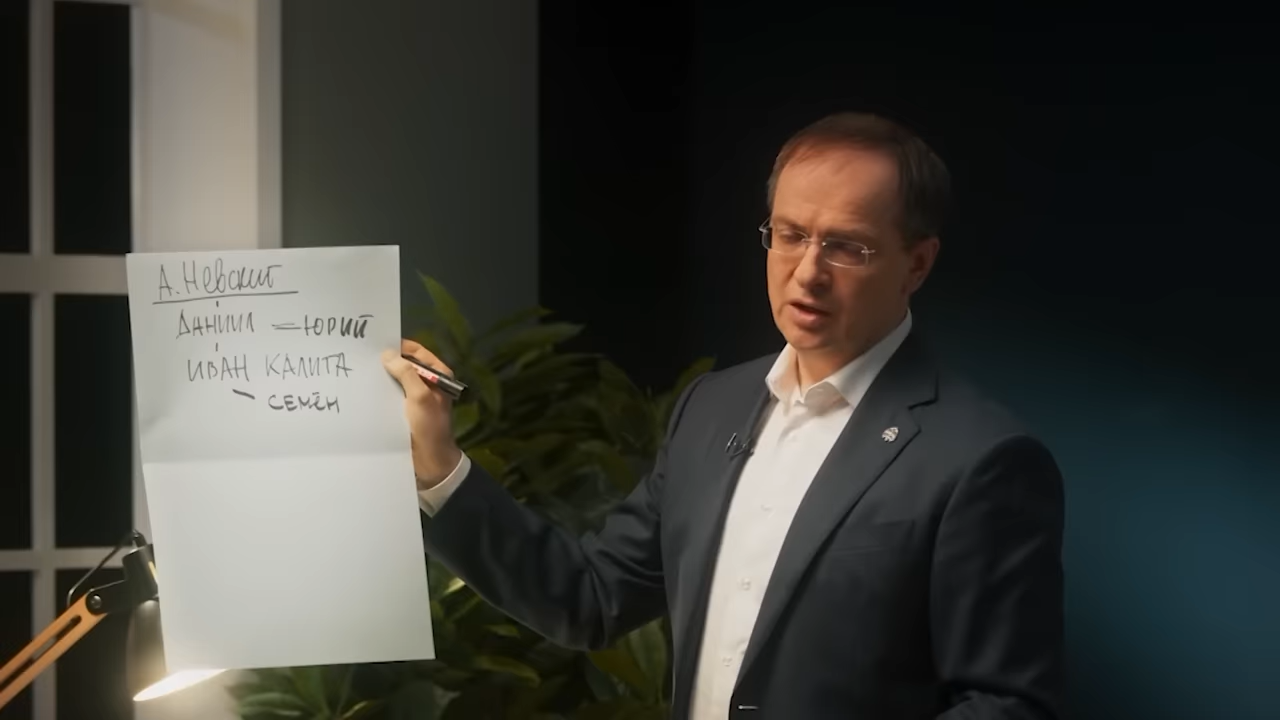 А. Невский
ДАНИИЛ = ЮРИЙ
ИВАН КАЛИТА
СЕМЁН